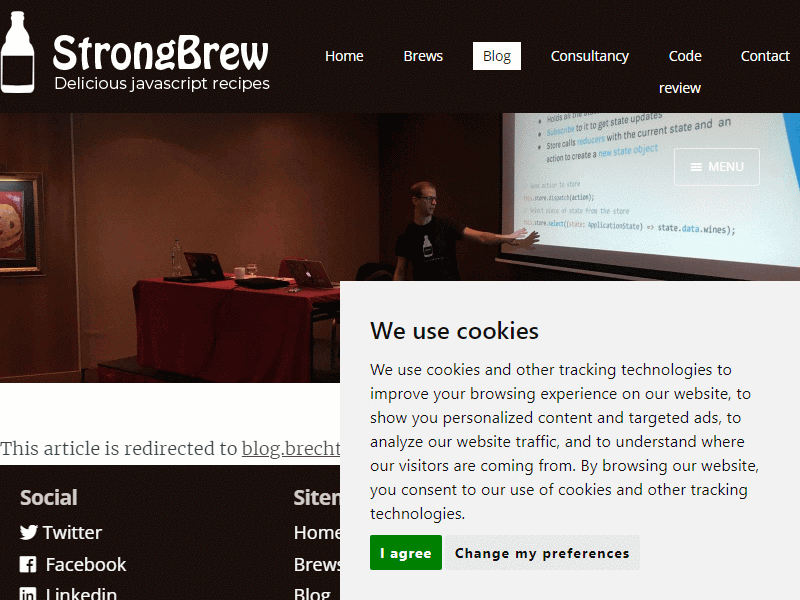 StrongBrew
Delicious javascript recipes
Home Brews Blog Consultancy Code review Contact
Holds all the
Subscribe to it to get state updates
Store calls reducers with the current state and an
action to create a new state object
MENU
// Send action to store
this.store.dispatch(action);
// Select piece of state from the store
this.store.select((state: ApplicationState) => state.data.wines);
We use cookies
We use cookies and other tracking technologies to
improve your browsing experience on our website, to
show you personalized content and targeted ads, to
analyze our website traffic, and to understand where
our visitors are coming from. By browsing our website,
you consent to our use of cookies and other tracking
technologies.
I agree Change my preferences
This article is redirected to blog.brecht
Social
Twitter
Facebook
Linkedin
Home
Brews
Blog